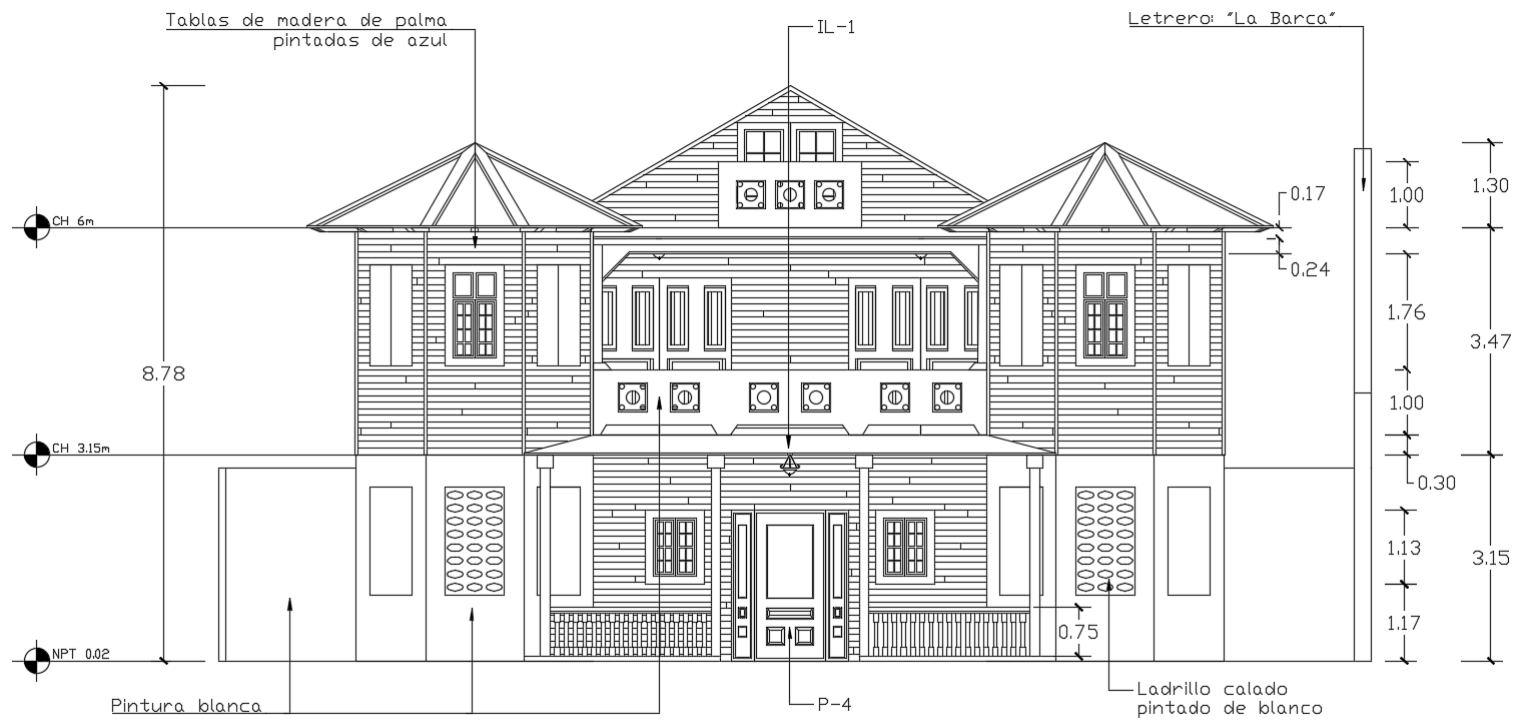 Tablas de madera de palma
pintadas de azul
IL-1
Letrero: "La Barca"
CH 6m
0.17
1.00
1.30
0.24
1.76
3.47
8.78
1.00
CH 3.15m
0.30
1.13
3.15
0.75
1.17
NPT 0.02
Pintura blanca
P-4
Ladrillo calado
pintado de blanco